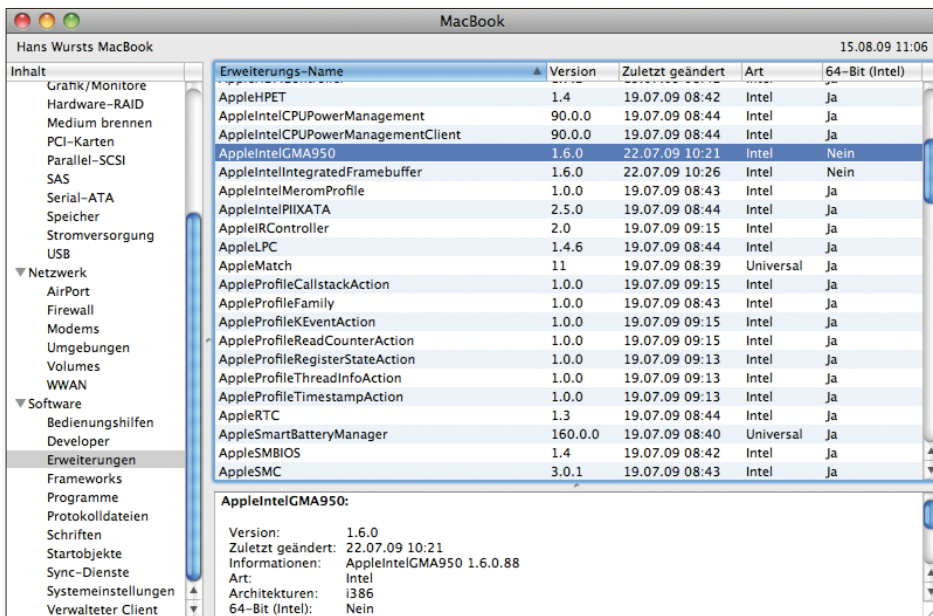 MacBook
Hans Wursts MacBook 15.08.09 11:06
Inhalt
Grafik/Monitore
Hardware-RAID
Medium brennen
PCI-Karten
Parallel-SCSI
SAS
Serial-ATA
Speicher
Stromversorgung
USB
Netzwerk
AirPort
Firewall
Modems
Umgebungen
Volumes
WWAN
Software
Bedienungshilfen
Developer
Erweiterungen
Frameworks
Programme
Protokolldateien
Schriften
Startobjekte
Sync-Dienste
Systemeinstellungen
Verwalteter Client
Erweiterungs-Name Version Zuletzt geändert Art 64-Bit (Intel)
AppleHPET 1.4 19.07.09 08:42 Intel Ja
AppleIntelCPUPowerManagement 90.0.0 19.07.09 08:44 Intel Ja
AppleIntelCPUPowerManagementClient 90.0.0 19.07.09 08:44 Intel Ja
AppleIntelGMA950 1.6.0 22.07.09 10:21 Intel Nein
AppleIntelIntegratedFramebuffer 1.6.0 22.07.09 10:26 Intel Nein
AppleIntelMeromProfile 1.0.0 19.07.09 08:43 Intel Ja
AppleIntelPIIXATA 2.5.0 19.07.09 08:44 Intel Ja
AppleIRController 2.0 19.07.09 09:15 Intel Ja
AppleLPC 1.4.6 19.07.09 08:44 Intel Ja
AppleMatch 11 19.07.09 08:39 Universal Ja
AppleProfileCallstackAction 1.0.0 19.07.09 09:15 Intel Ja
AppleProfileFamily 1.0.0 19.07.09 08:43 Intel Ja
AppleProfileKEventAction 1.0.0 19.07.09 09:15 Intel Ja
AppleProfileReadCounterAction 1.0.0 19.07.09 09:15 Intel Ja
AppleProfileRegisterStateAction 1.0.0 19.07.09 09:13 Intel Ja
AppleProfileThreadInfoAction 1.0.0 19.07.09 09:13 Intel Ja
AppleProfileTimestampAction 1.0.0 19.07.09 09:13 Intel Ja
AppleRTC 1.3 19.07.09 08:44 Intel Ja
AppleSmartBatteryManager 160.0.0 19.07.09 08:40 Universal Ja
AppleSMBIOS 1.4 19.07.09 08:42 Intel Ja
AppleSMC 3.0.1 19.07.09 08:43 Intel Ja
AppleIntelGMA950:
Version: 1.6.0
Zuletzt geändert: 22.07.09 10:21
Informationen: AppleIntelGMA950 1.6.0.88
Art: Intel
Architekturen: i386
64-Bit (Intel): Nein